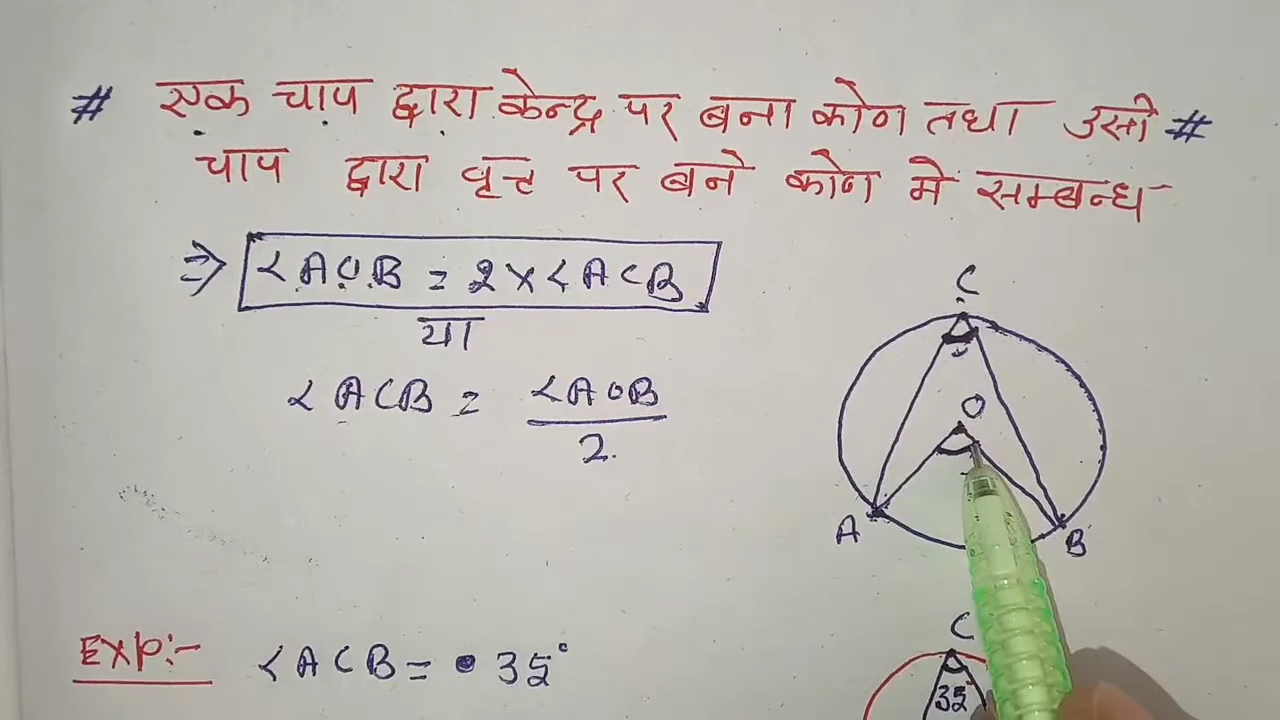 # एक चाप द्वारा केन्द्र पर बना कोण तथा उसी #
चाप द्वारा वृत्त पर बने कोण मे सम्बन्ध
⇒ ∠AOB = 2×∠ACB
या
∠ACB = ∠AOB
2.
C
O
A
B
EXP:- ∠ACB = 35°
C
35°